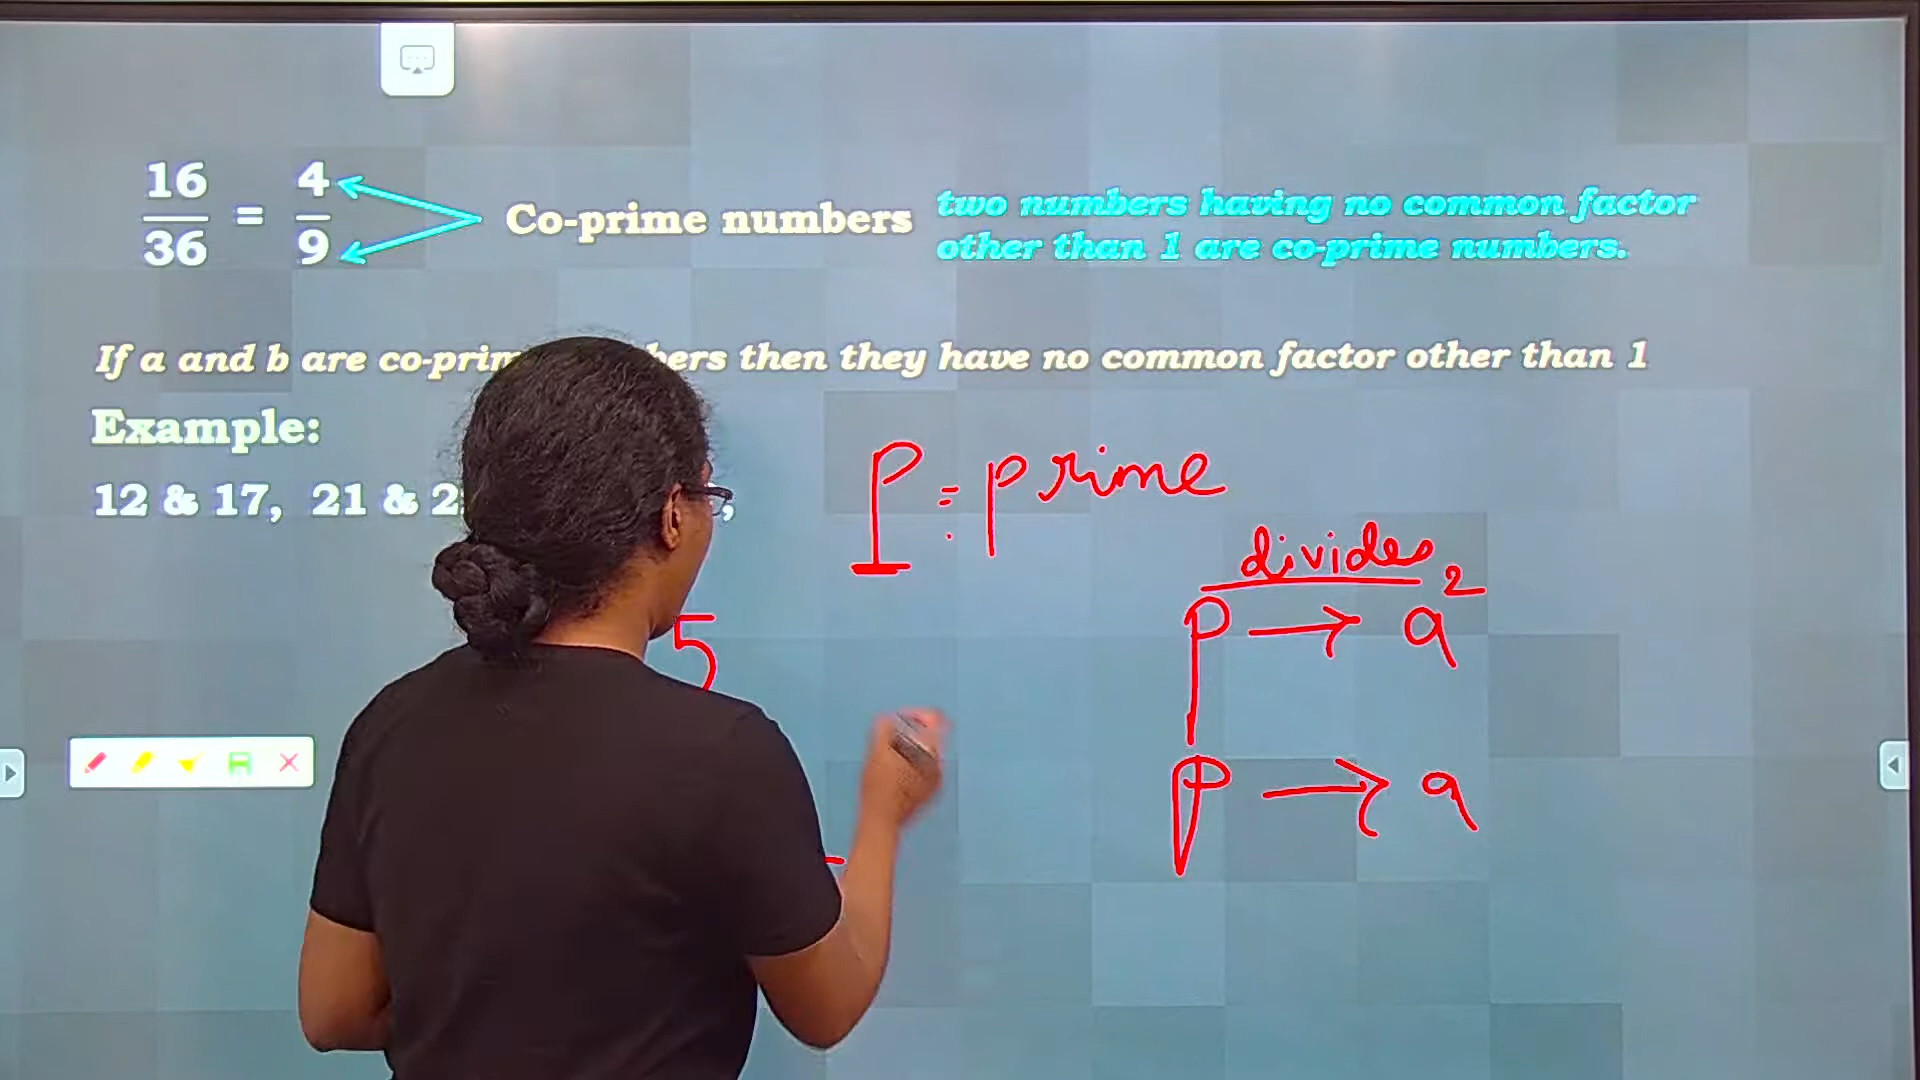 16/36 = 4/9 Co-prime numbers
two numbers having no common factor
other than 1 are co-prime numbers.
If a and b are co-prim bers then they have no common factor other than 1
Example:
12 & 17, 21 & 2 ,
P : prime
divides
p → a²
p → a
5